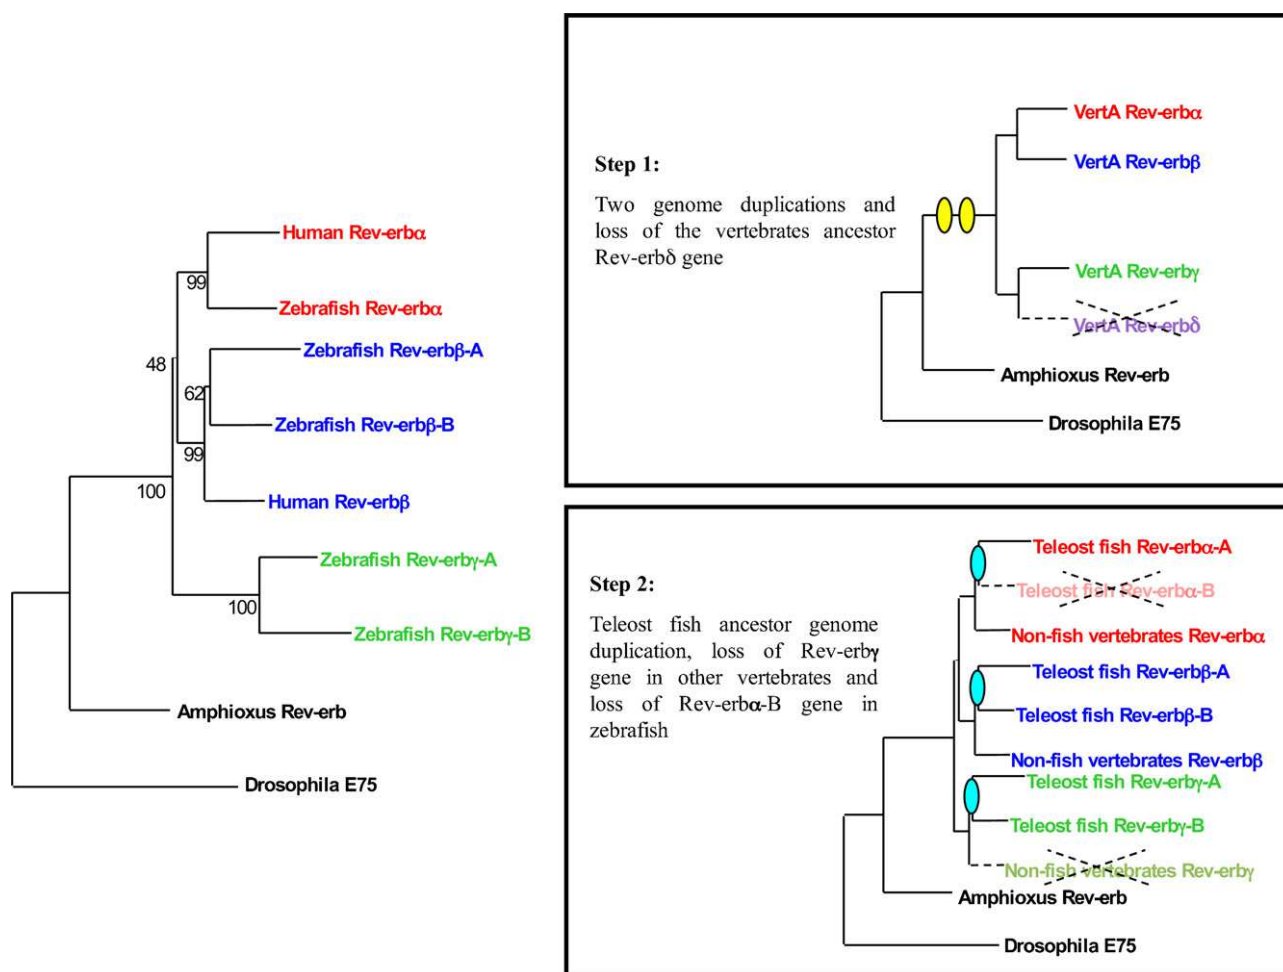 Human Rev-erbα
99
Zebrafish Rev-erbα
Zebrafish Rev-erbβ-A
48
62
Zebrafish Rev-erbβ-B
99
Human Rev-erbβ
100
Zebrafish Rev-erbγ-A
100
Zebrafish Rev-erbγ-B
Amphioxus Rev-erb
Drosophila E75
Step 1:
Two genome duplications and
loss of the vertebrates ancestor
Rev-erbδ gene
VertA Rev-erbα
VertA Rev-erbβ
VertA Rev-erbγ
VertA Rev-erbδ
Amphioxus Rev-erb
Drosophila E75
Step 2:
Teleost fish ancestor genome
duplication, loss of Rev-erbγ
gene in other vertebrates and
loss of Rev-erbα-B gene in
zebrafish
Teleost fish Rev-erbα-A
Teleost fish Rev-erbα-B
Non-fish vertebrates Rev-erbα
Teleost fish Rev-erbβ-A
Teleost fish Rev-erbβ-B
Non-fish vertebrates Rev-erbβ
Teleost fish Rev-erbγ-A
Teleost fish Rev-erbγ-B
Non-fish vertebrates Rev-erbγ
Amphioxus Rev-erb
Drosophila E75